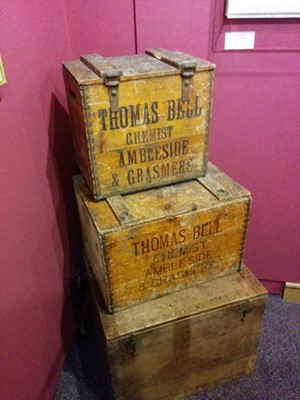 THOMAS BELL
CHEMIST
AMBLESIDE
& GRASMERE
THOMAS BELL
CHEMIST
AMBLESIDE
& GRASMERE